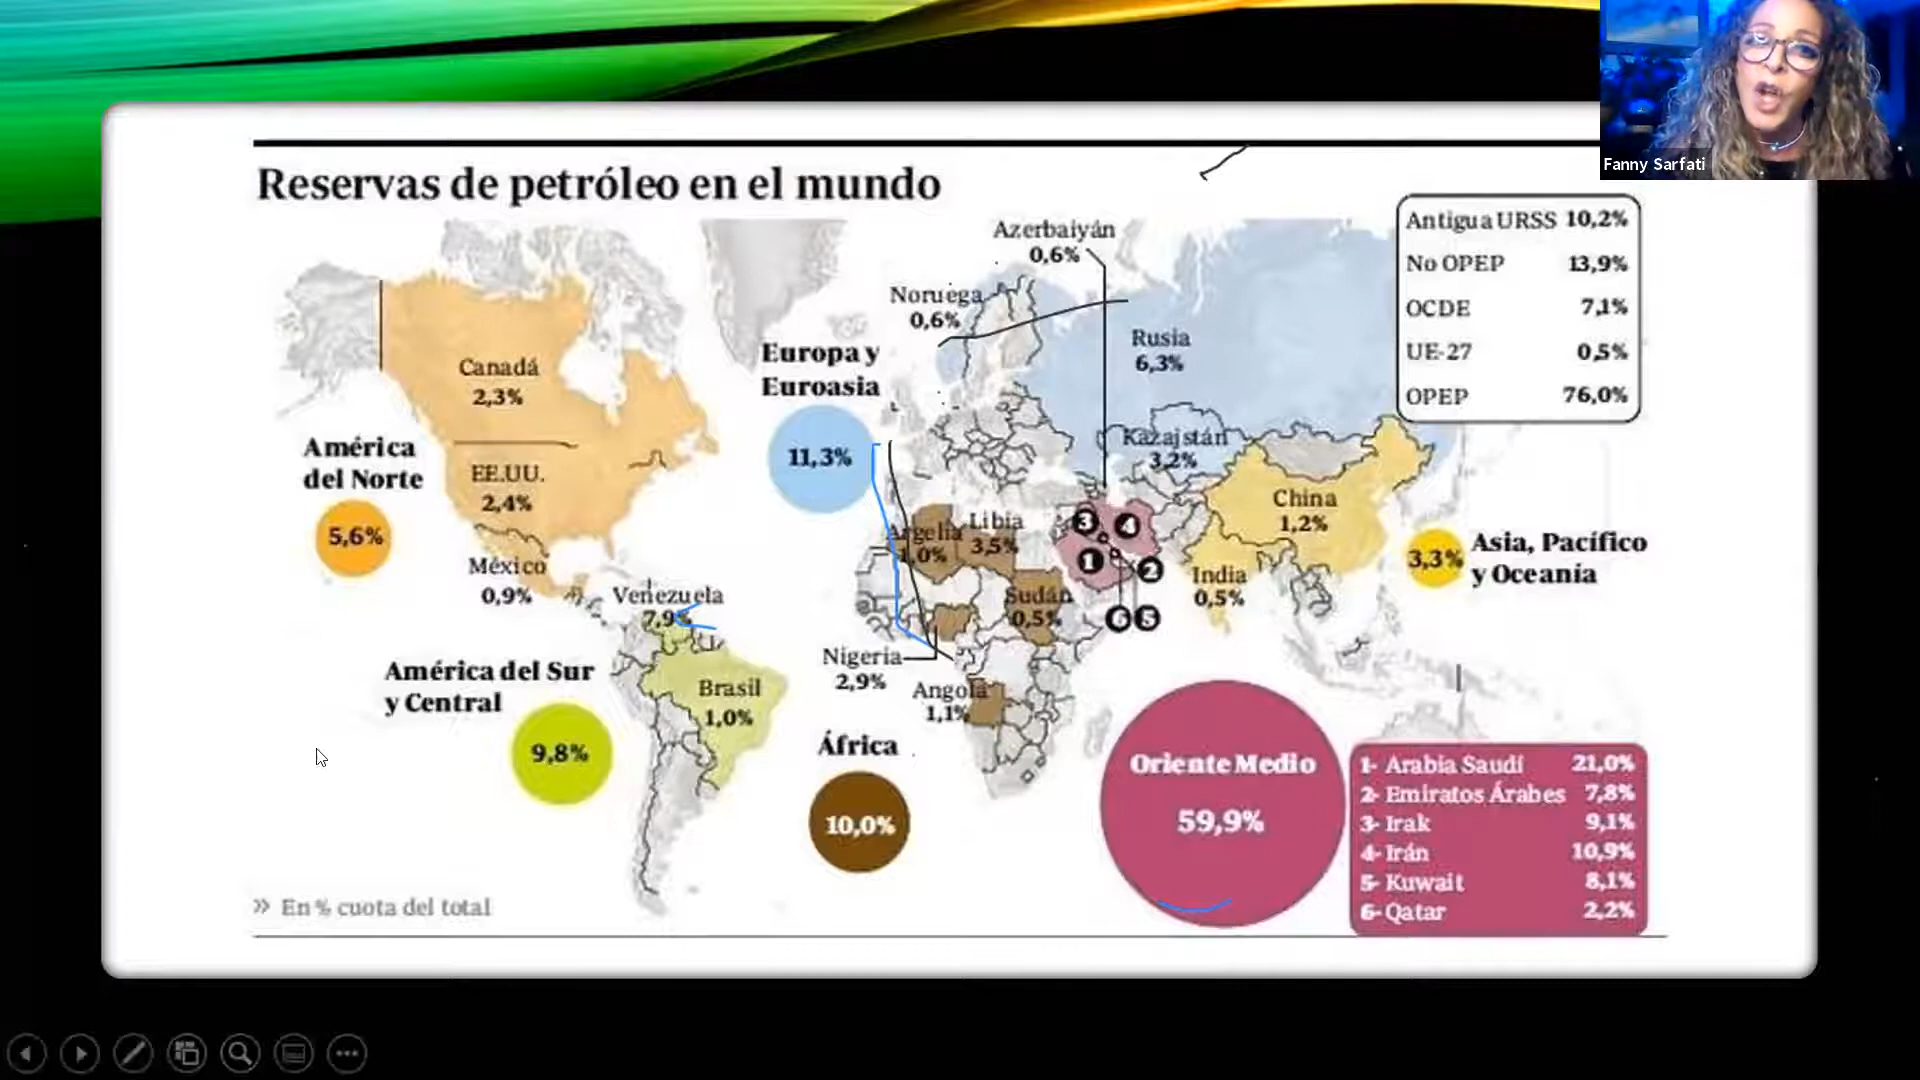 Fanny Sarfati
Reservas de petróleo en el mundo
Antigua URSS 10,2%
No OPEP 13,9%
OCDE 7,1%
UE-27 0,5%
OPEP 76,0%
Azerbaiyán
0,6%
Noruega
0,6%
Rusia
6,3%
Europa y
Euroasia
11,3%
Canadá
2,3%
América
del Norte
5,6%
EE.UU.
2,4%
México
0,9%
Kazajstán
3,2%
China
1,2%
Asia, Pacífico
y Oceanía
3,3%
India
0,5%
Argelia
1,0%
Libia
3,5%
Sudán
0,5%
3
4
1
2
6
5
Venezuela
7,9%
América del Sur
y Central
9,8%
Brasil
1,0%
Nigeria
2,9%
Angola
1,1%
África
10,0%
Oriente Medio
59,9%
1- Arabia Saudí 21,0%
2- Emiratos Árabes 7,8%
3- Irak 9,1%
4- Irán 10,9%
5- Kuwait 8,1%
6- Qatar 2,2%
» En % cuota del total